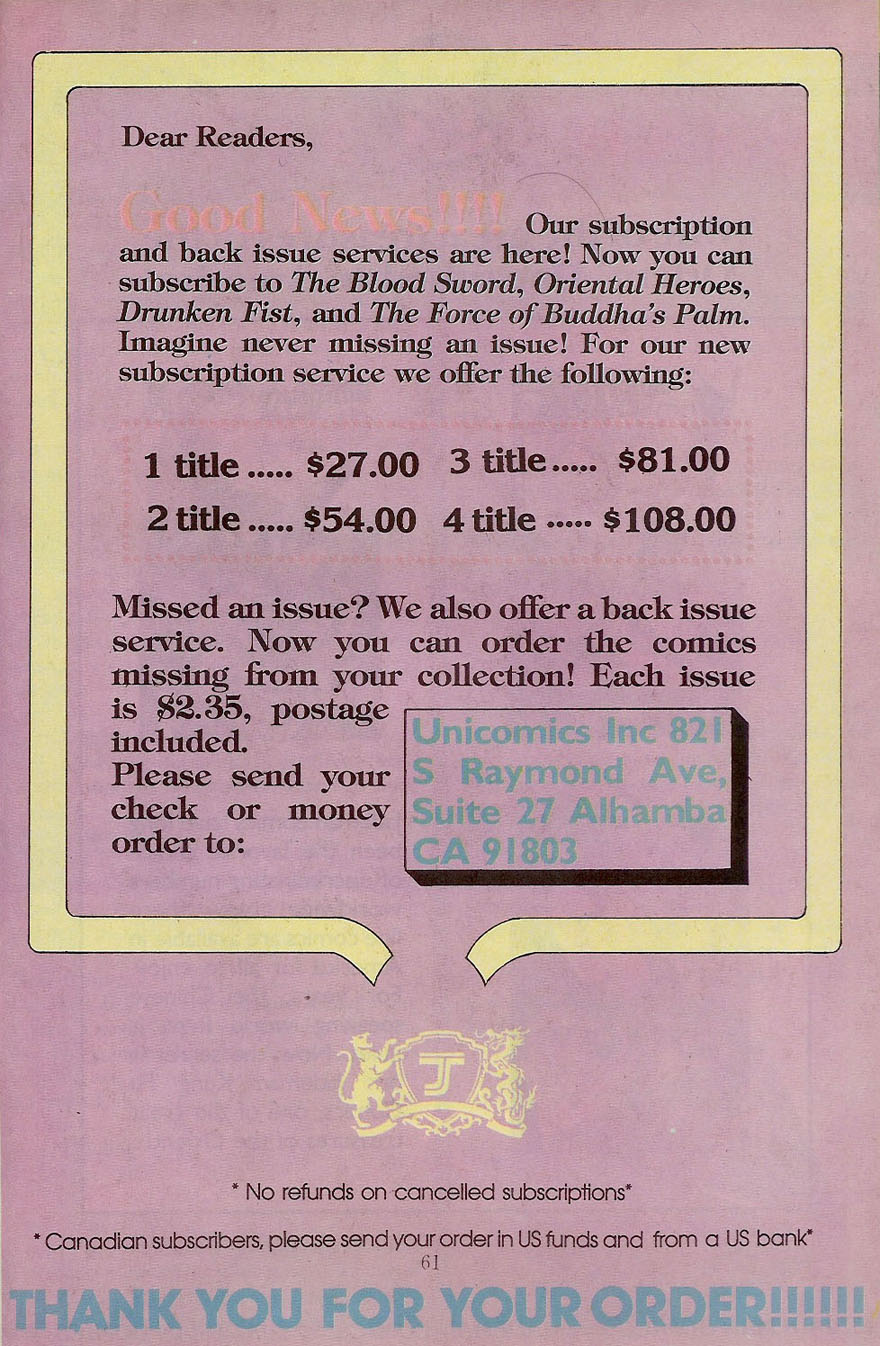 Dear Readers,
Good News!!!! Our subscription
and back issue services are here! Now you can
subscribe to The Blood Sword, Oriental Heroes,
Drunken Fist, and The Force of Buddha's Palm.
Imagine never missing an issue! For our new
subscription service we offer the following:
1 title ..... $27.00 3 title..... $81.00
2 title ..... $54.00 4 title ..... $108.00
Missed an issue? We also offer a back issue
service. Now you can order the comics
missing from your collection! Each issue
is $2.35, postage
included.
Please send your
check or money
order to:
Unicomics Inc 821
S Raymond Ave,
Suite 27 Alhamba
CA 91803
J
* No refunds on cancelled subscriptions*
* Canadian subscribers, please send your order in US funds and from a US bank*
61
THANK YOU FOR YOUR ORDER!!!!!!